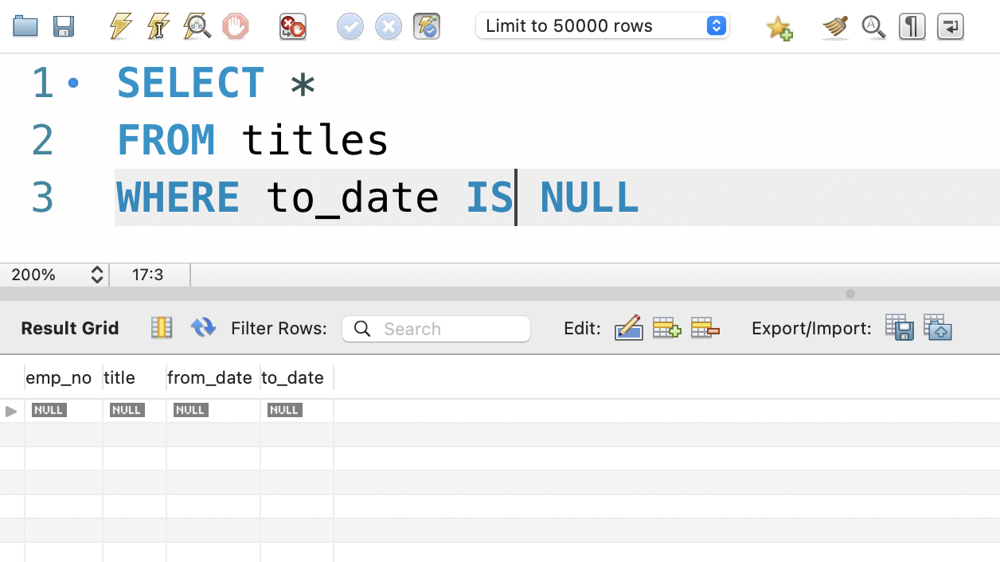 Limit to 50000 rows
1 SELECT *
2 FROM titles
3 WHERE to_date IS NULL
200% 17:3
Result Grid Filter Rows: Search Edit: Export/Import:
emp_no title from_date to_date
NULL NULL NULL NULL